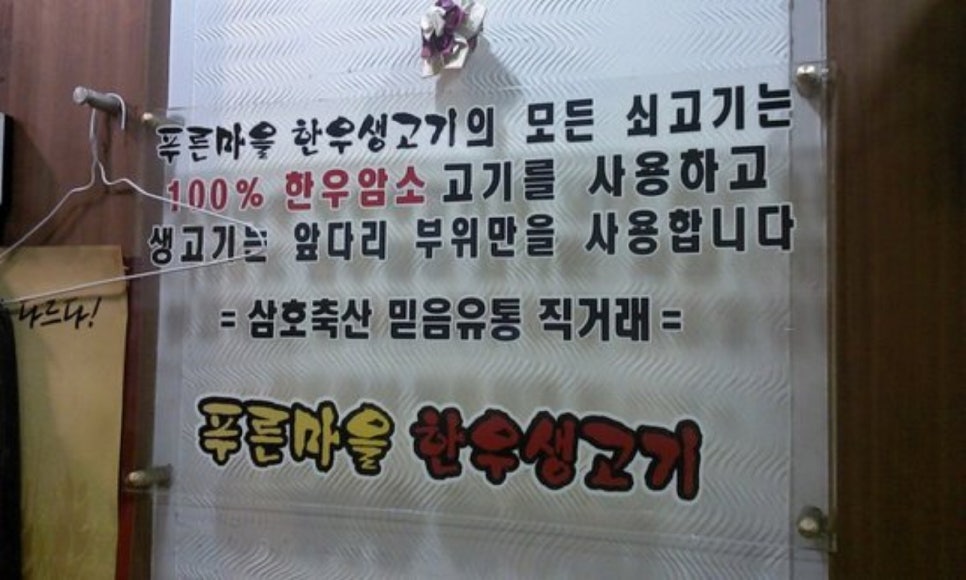 푸른마을 한우생고기의 모든 쇠고기는
100% 한우암소 고기를 사용하고
생고기는 앞다리 부위만을 사용합니다
= 삼호축산 믿음유통 직거래 =
푸른마을 한우생고기
다르다!